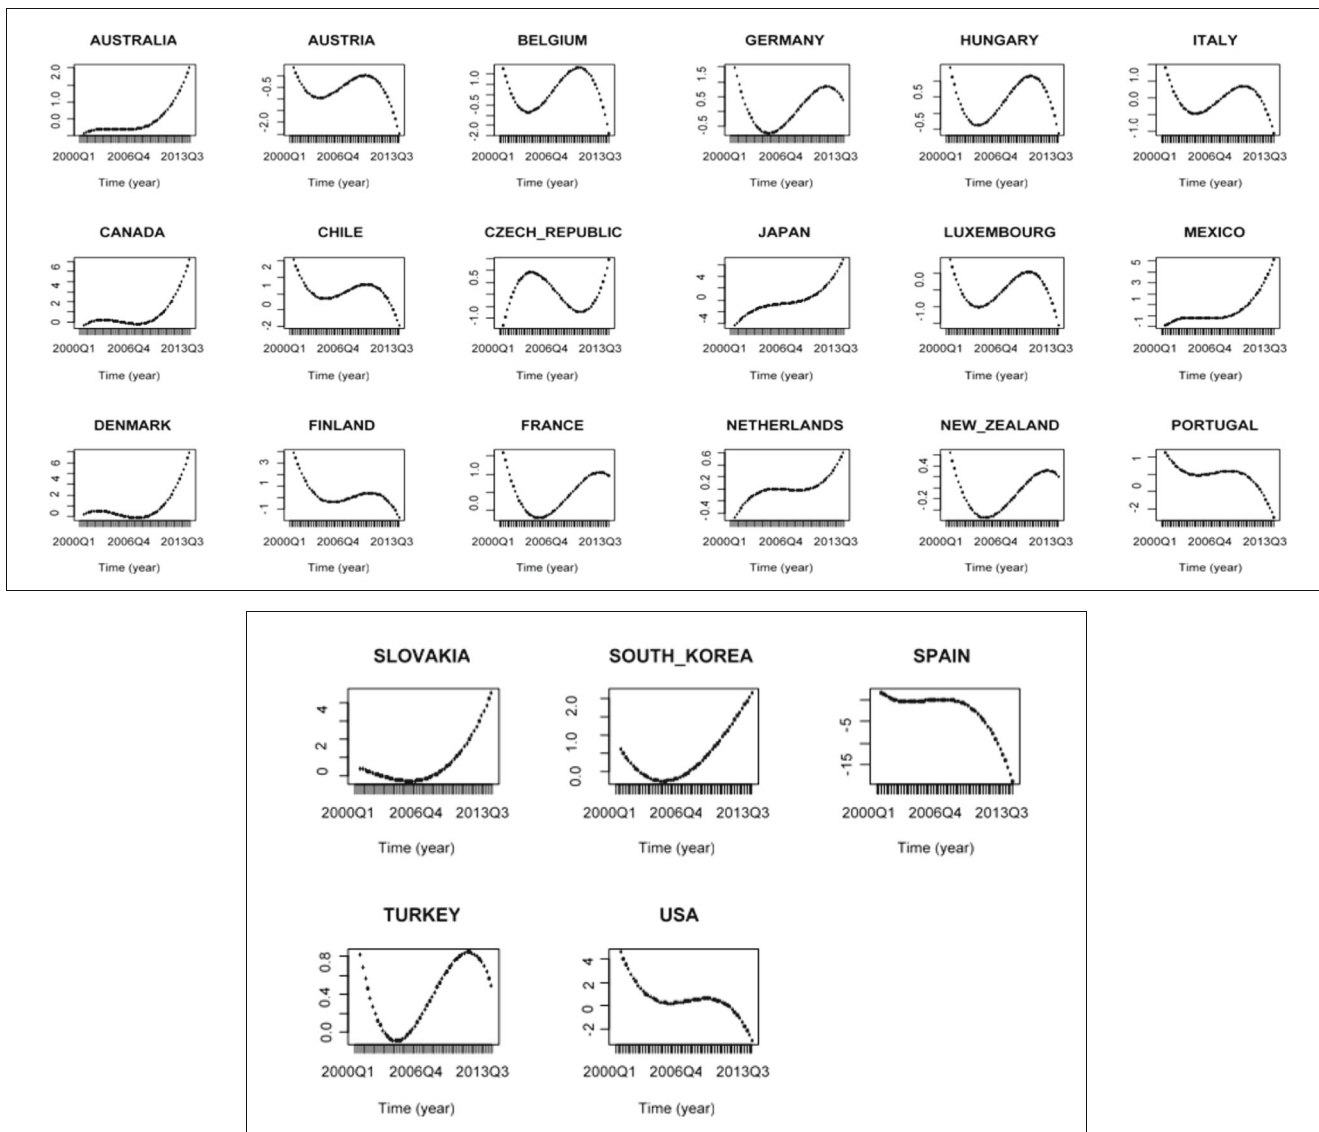 AUSTRALIA AUSTRIA BELGIUM GERMANY HUNGARY ITALY
2.0 1.0 0.0 -0.5 -2.0 1.0 -0.5 -2.0 1.5 0.5 -0.5 0.5 -0.5 1.0 0.0 -1.0
2000Q1 2006Q4 2013Q3 2000Q1 2006Q4 2013Q3 2000Q1 2006Q4 2013Q3 2000Q1 2006Q4 2013Q3 2000Q1 2006Q4 2013Q3 2000Q1 2006Q4 2013Q3
Time (year) Time (year) Time (year) Time (year) Time (year) Time (year)
CANADA CHILE CZECH_REPUBLIC JAPAN LUXEMBOURG MEXICO
6 4 2 0 2 0 -2 0.5 -1.0 4 0 -4 0.0 -1.0 5 3 1 -1
2000Q1 2006Q4 2013Q3 2000Q1 2006Q4 2013Q3 2000Q1 2006Q4 2013Q3 2000Q1 2006Q4 2013Q3 2000Q1 2006Q4 2013Q3 2000Q1 2006Q4 2013Q3
Time (year) Time (year) Time (year) Time (year) Time (year) Time (year)
DENMARK FINLAND FRANCE NETHERLANDS NEW_ZEALAND PORTUGAL
6 4 2 0 3 1 -1 1.0 0.0 0.6 0.2 -0.4 0.4 -0.2 1 0 -2
2000Q1 2006Q4 2013Q3 2000Q1 2006Q4 2013Q3 2000Q1 2006Q4 2013Q3 2000Q1 2006Q4 2013Q3 2000Q1 2006Q4 2013Q3 2000Q1 2006Q4 2013Q3
Time (year) Time (year) Time (year) Time (year) Time (year) Time (year)
SLOVAKIA SOUTH_KOREA SPAIN
4 2 0 2.0 1.0 0.0 -5 -15
2000Q1 2006Q4 2013Q3 2000Q1 2006Q4 2013Q3 2000Q1 2006Q4 2013Q3
Time (year) Time (year) Time (year)
TURKEY USA
0.8 0.4 0.0 4 2 0 -2
2000Q1 2006Q4 2013Q3 2000Q1 2006Q4 2013Q3
Time (year) Time (year)